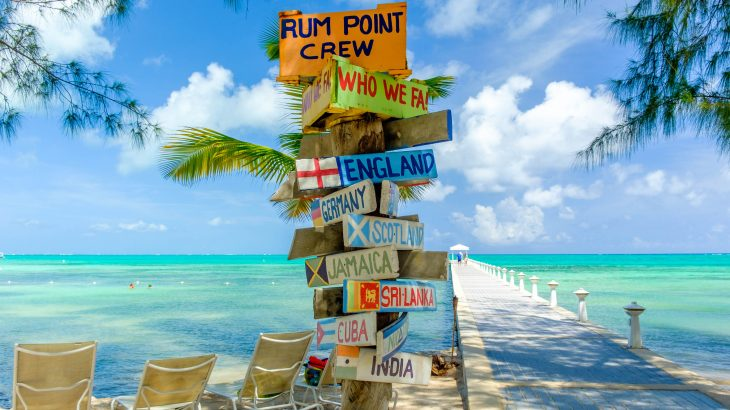 RUM POINT
CREW
WHO WE FA!
ENGLAND
GERMANY
SCOTLAND
JAMAICA
SRI-LANKA
CUBA
INDIA